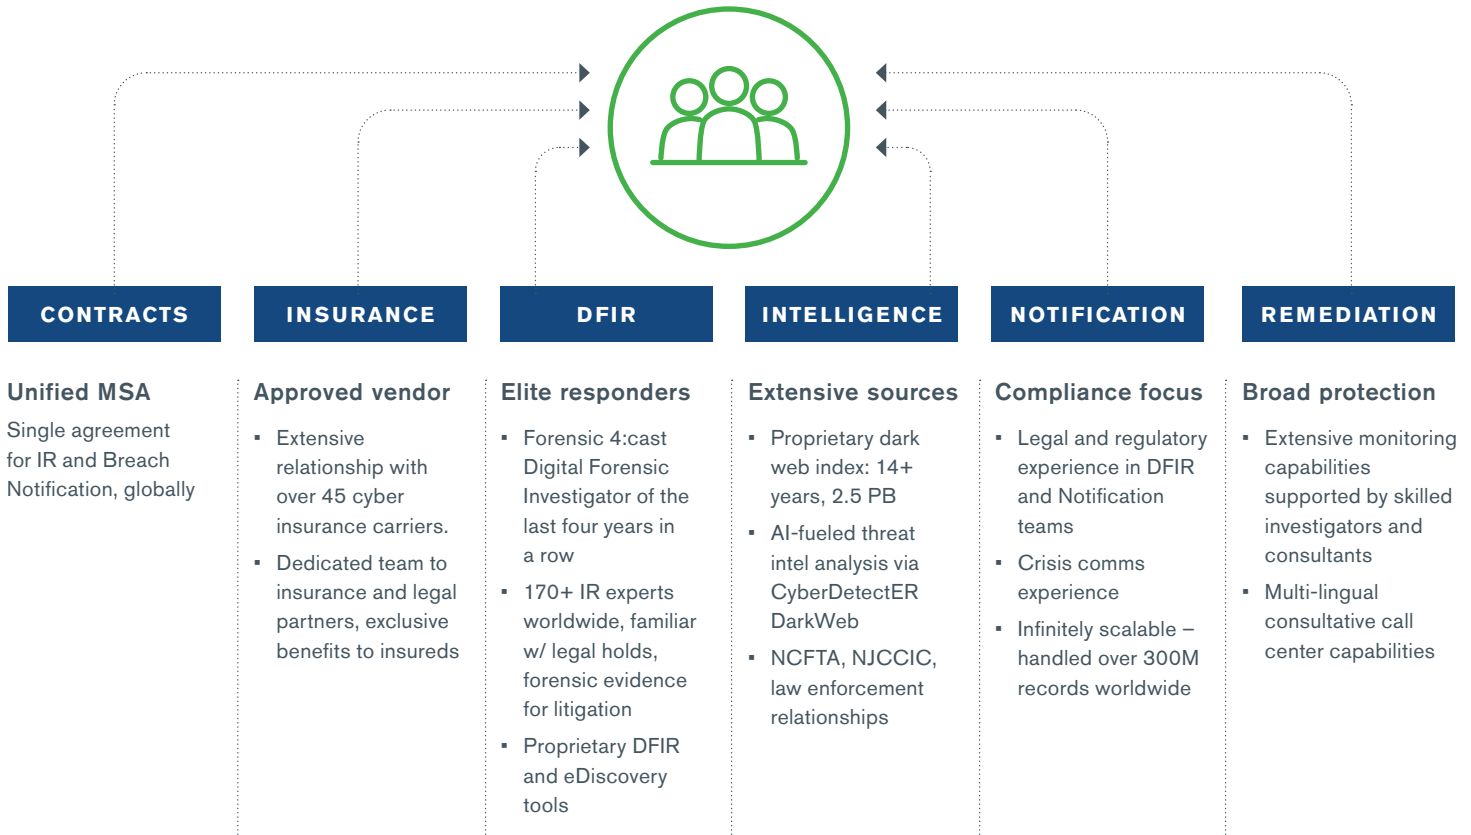 CONTRACTS
INSURANCE
DFIR
INTELLIGENCE
NOTIFICATION
REMEDIATION
Unified MSA
Single agreement
for IR and Breach
Notification, globally
Approved vendor
▪ Extensive
relationship with
over 45 cyber
insurance carriers.
▪ Dedicated team to
insurance and legal
partners, exclusive
benefits to insureds
Elite responders
▪ Forensic 4:cast
Digital Forensic
Investigator of the
last four years in
a row
▪ 170+ IR experts
worldwide, familiar
w/ legal holds,
forensic evidence
for litigation
▪ Proprietary DFIR
and eDiscovery
tools
Extensive sources
▪ Proprietary dark
web index: 14+
years, 2.5 PB
▪ AI-fueled threat
intel analysis via
CyberDetectER
DarkWeb
▪ NCFTA, NJCCIC,
law enforcement
relationships
Compliance focus
▪ Legal and regulatory
experience in DFIR
and Notification
teams
▪ Crisis comms
experience
▪ Infinitely scalable –
handled over 300M
records worldwide
Broad protection
▪ Extensive monitoring
capabilities
supported by skilled
investigators and
consultants
▪ Multi-lingual
consultative call
center capabilities